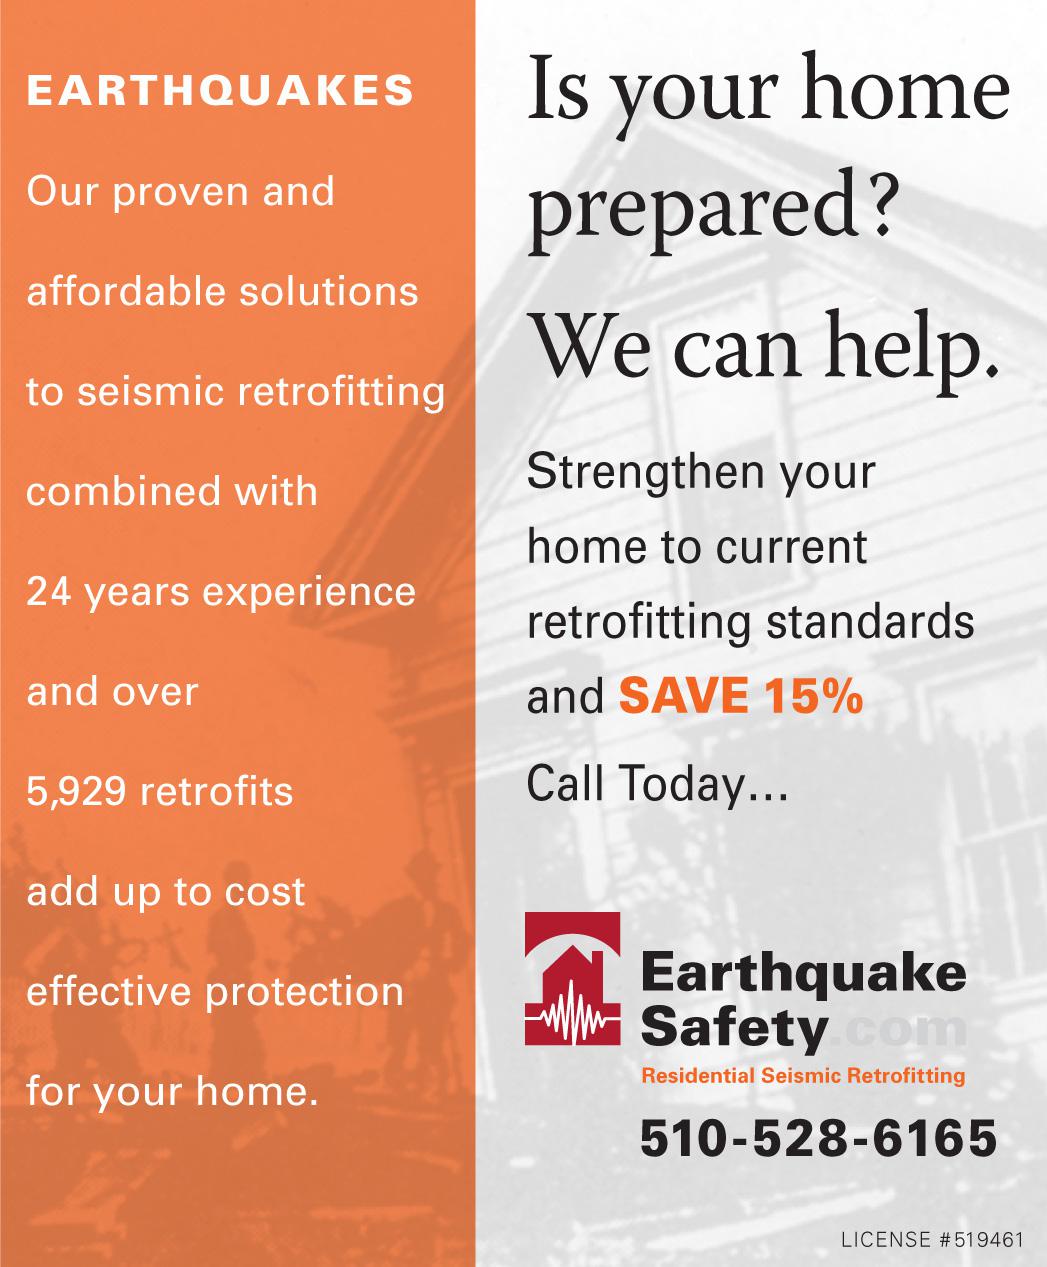 EARTHQUAKES
Our proven and
affordable solutions
to seismic retrofitting
combined with
24 years experience
and over
5,929 retrofits
add up to cost
effective protection
for your home.
Is your home
prepared?
We can help.
Strengthen your
home to current
retrofitting standards
and SAVE 15%
Call Today...
Earthquake
Safety.com
Residential Seismic Retrofitting
510-528-6165
LICENSE #519461